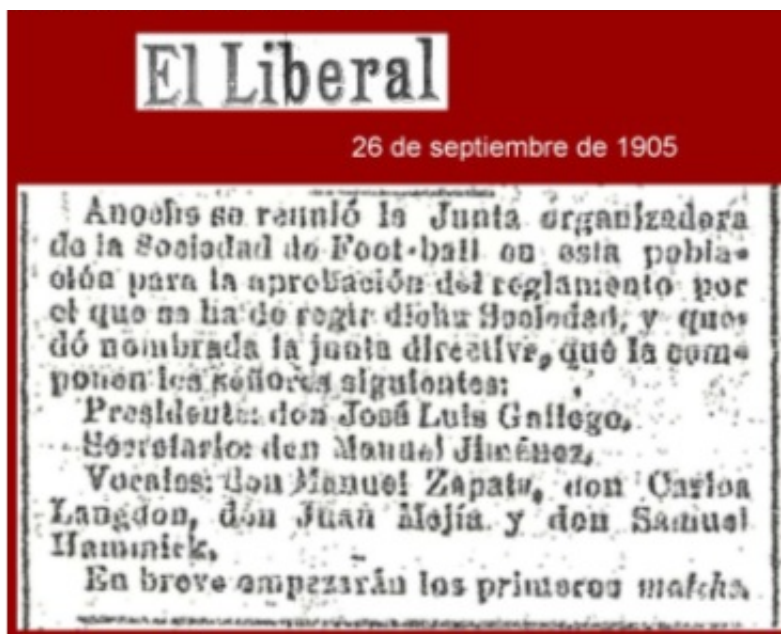 El Liberal
26 de septiembre de 1905
Anoche se reunió la Junta organizadora
de la Sociedad de Foot-ball en esta pobla-
ción para la aprobación del reglamento por
el que se ha de regir dicha Sociedad, y que-
dó nombrada la junta directiva, que la com-
ponen los señores siguientes:
Presidente: don José Luis Gallego.
Secretario: don Manuel Jiménez.
Vocales: don Manuel Zapata, don Carlos
Langdon, don Juan Mejía y don Samuel
Haminick.
En breve empezarán los primeros matchs.